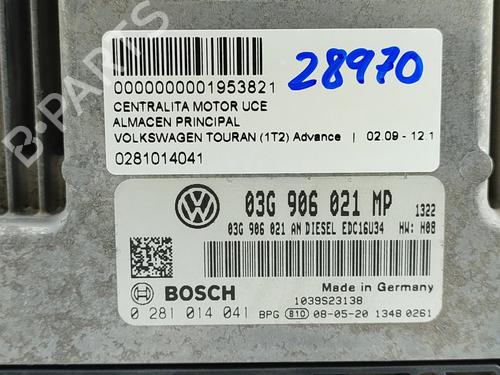 28970
0000000001953821
CENTRALITA MOTOR UCE
ALMACEN PRINCIPAL
VOLKSWAGEN TOURAN (1T2) Advance | 02.09 - 12.1
0281014041
03G 906 021 MP 1322
03G 906 021 AN DIESEL EDC16U34 HW: H08
BOSCH
Made in Germany
1039S23138
0 281 014 041 BPG 810 08-05-20 1348 0261